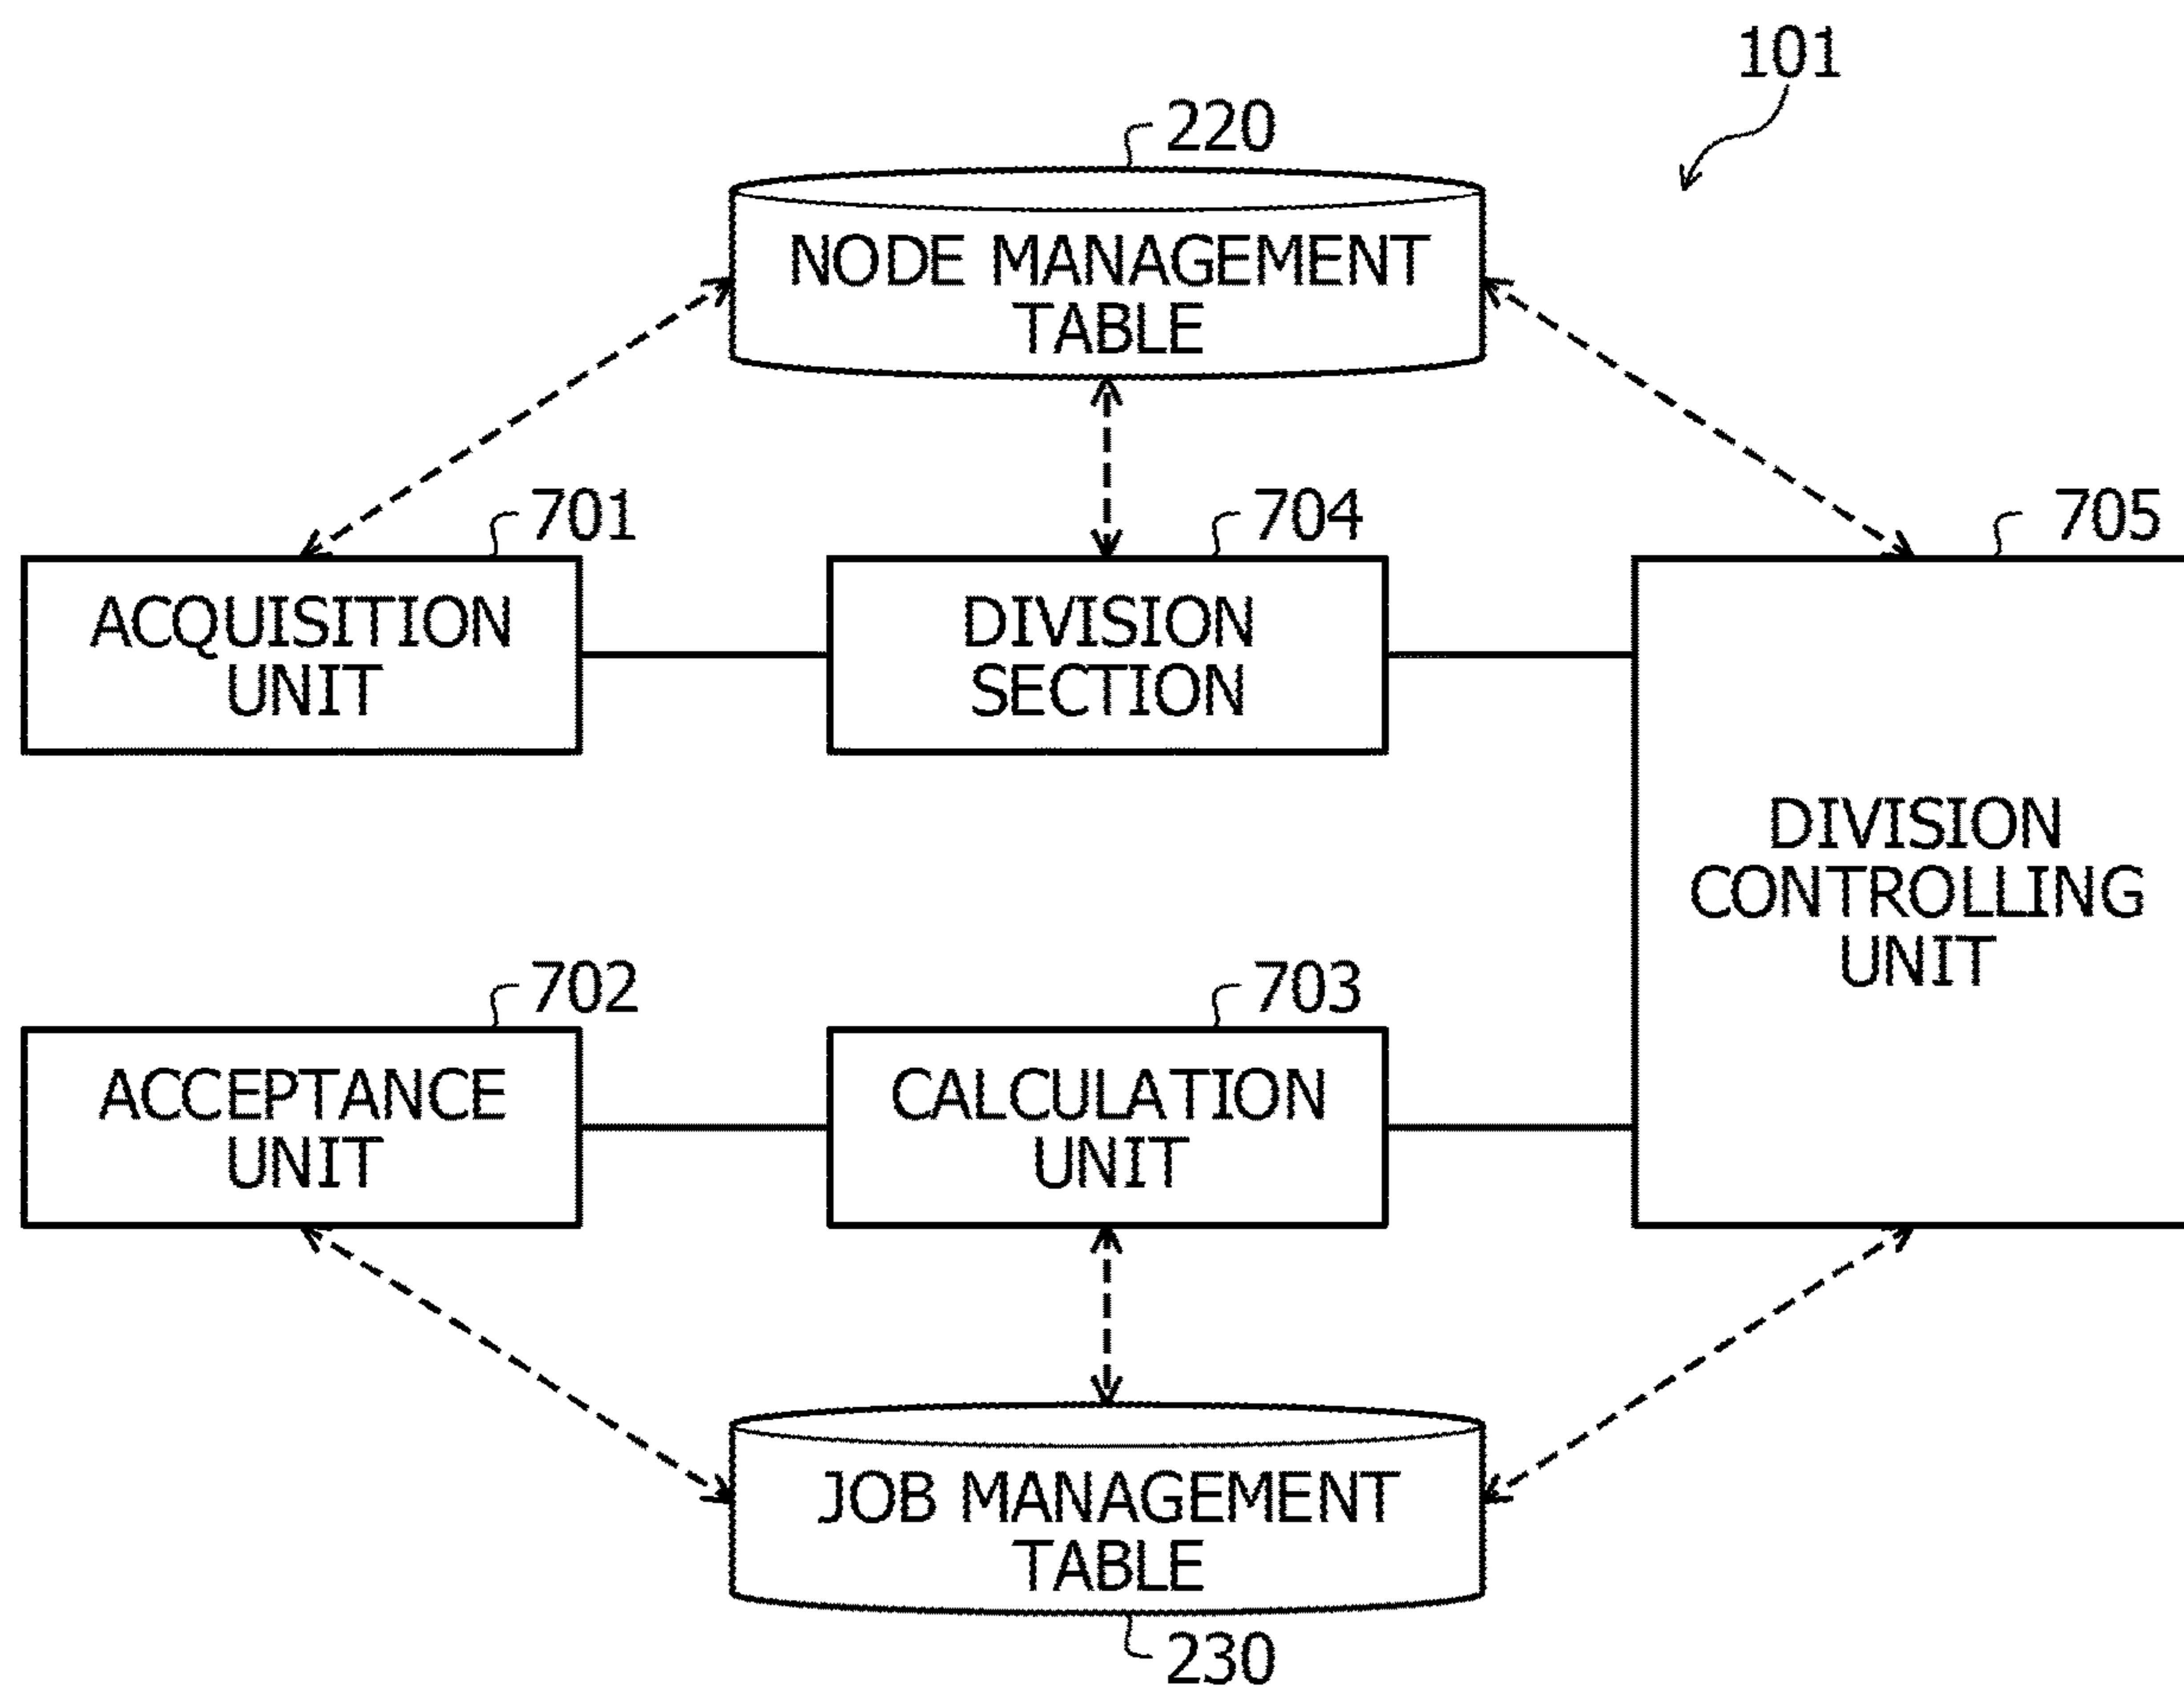 101
220
NODE MANAGEMENT
TABLE
701
704
705
ACQUISITION
UNIT
DIVISION
SECTION
DIVISION
CONTROLLING
UNIT
702
703
ACCEPTANCE
UNIT
CALCULATION
UNIT
JOB MANAGEMENT
TABLE
230